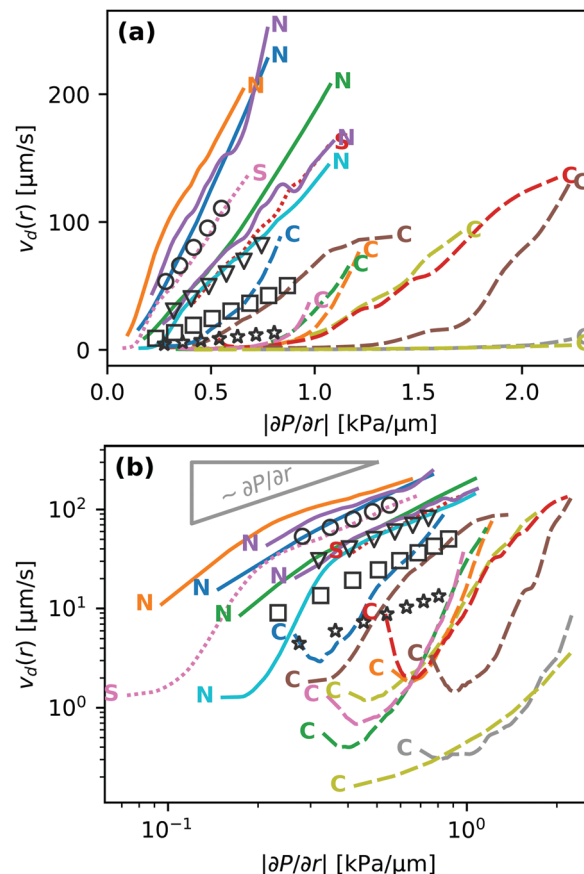 (a)
N
N
N
N
S
S
N
N
C
C
C
C
C
C
C
C
C
C
v_d(r) [μm/s]
200
100
0
0.0 0.5 1.0 1.5 2.0
|∂P/∂r| [kPa/μm]
(b)
~ ∂P/∂r
N
N
S
N
N
N
S
C
C
C
C
C
C
C
C
C
C
v_d(r) [μm/s]
10²
10¹
10⁰
10⁻¹ 10⁰
|∂P/∂r| [kPa/μm]